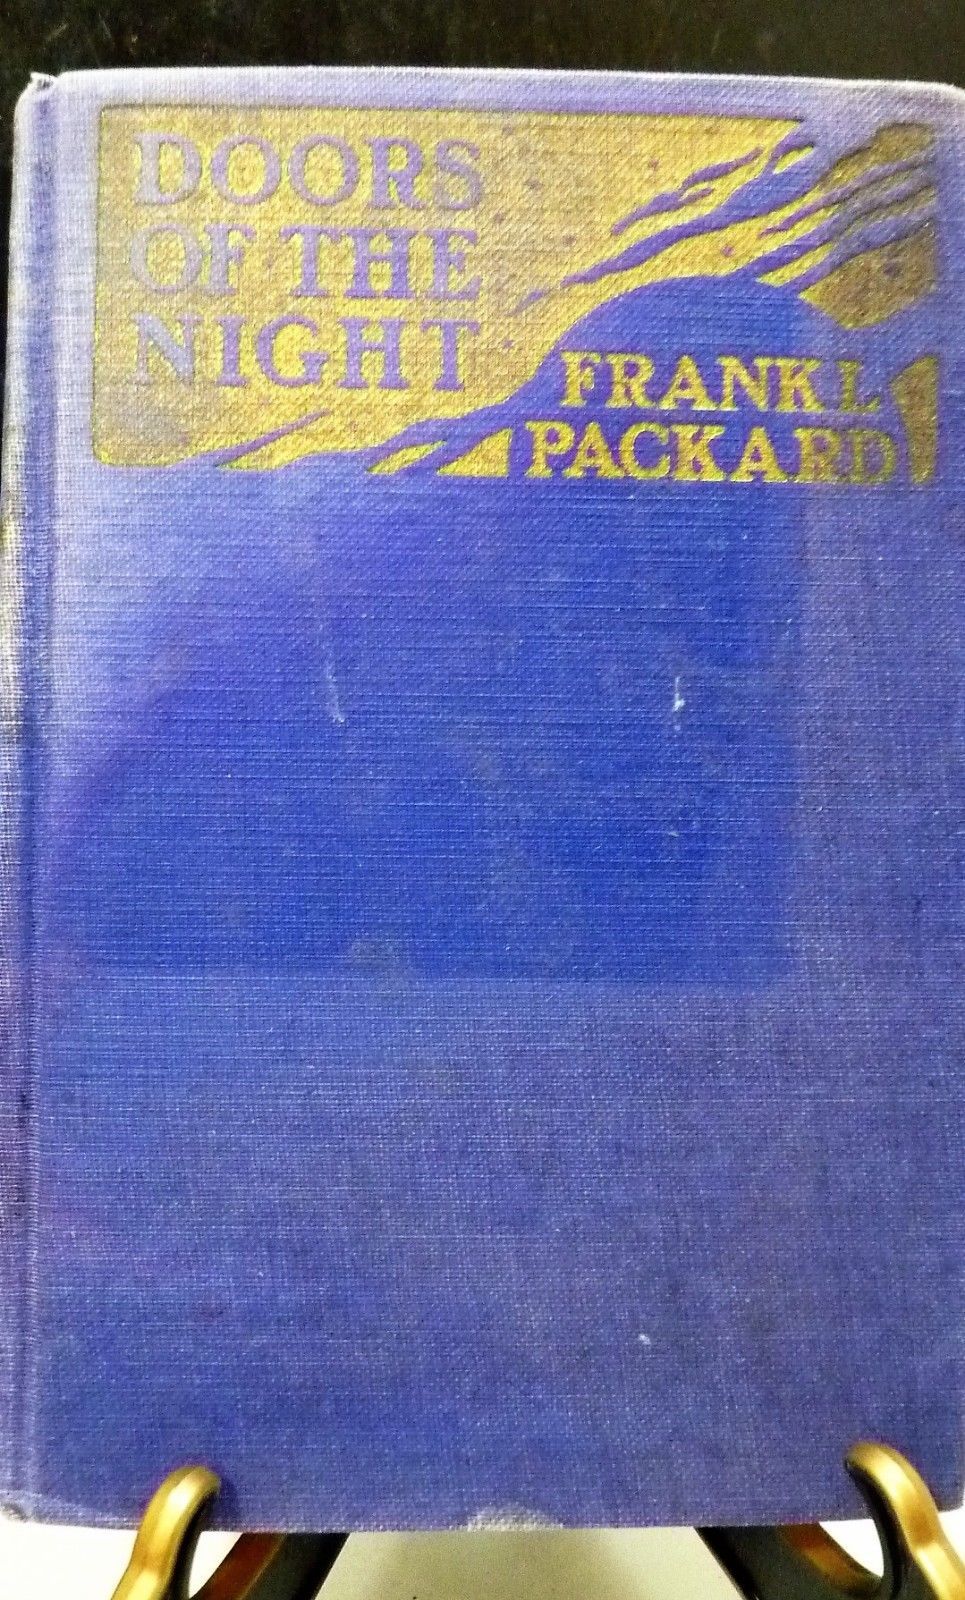 DOORS
OF THE
NIGHT
FRANK L
PACKARD